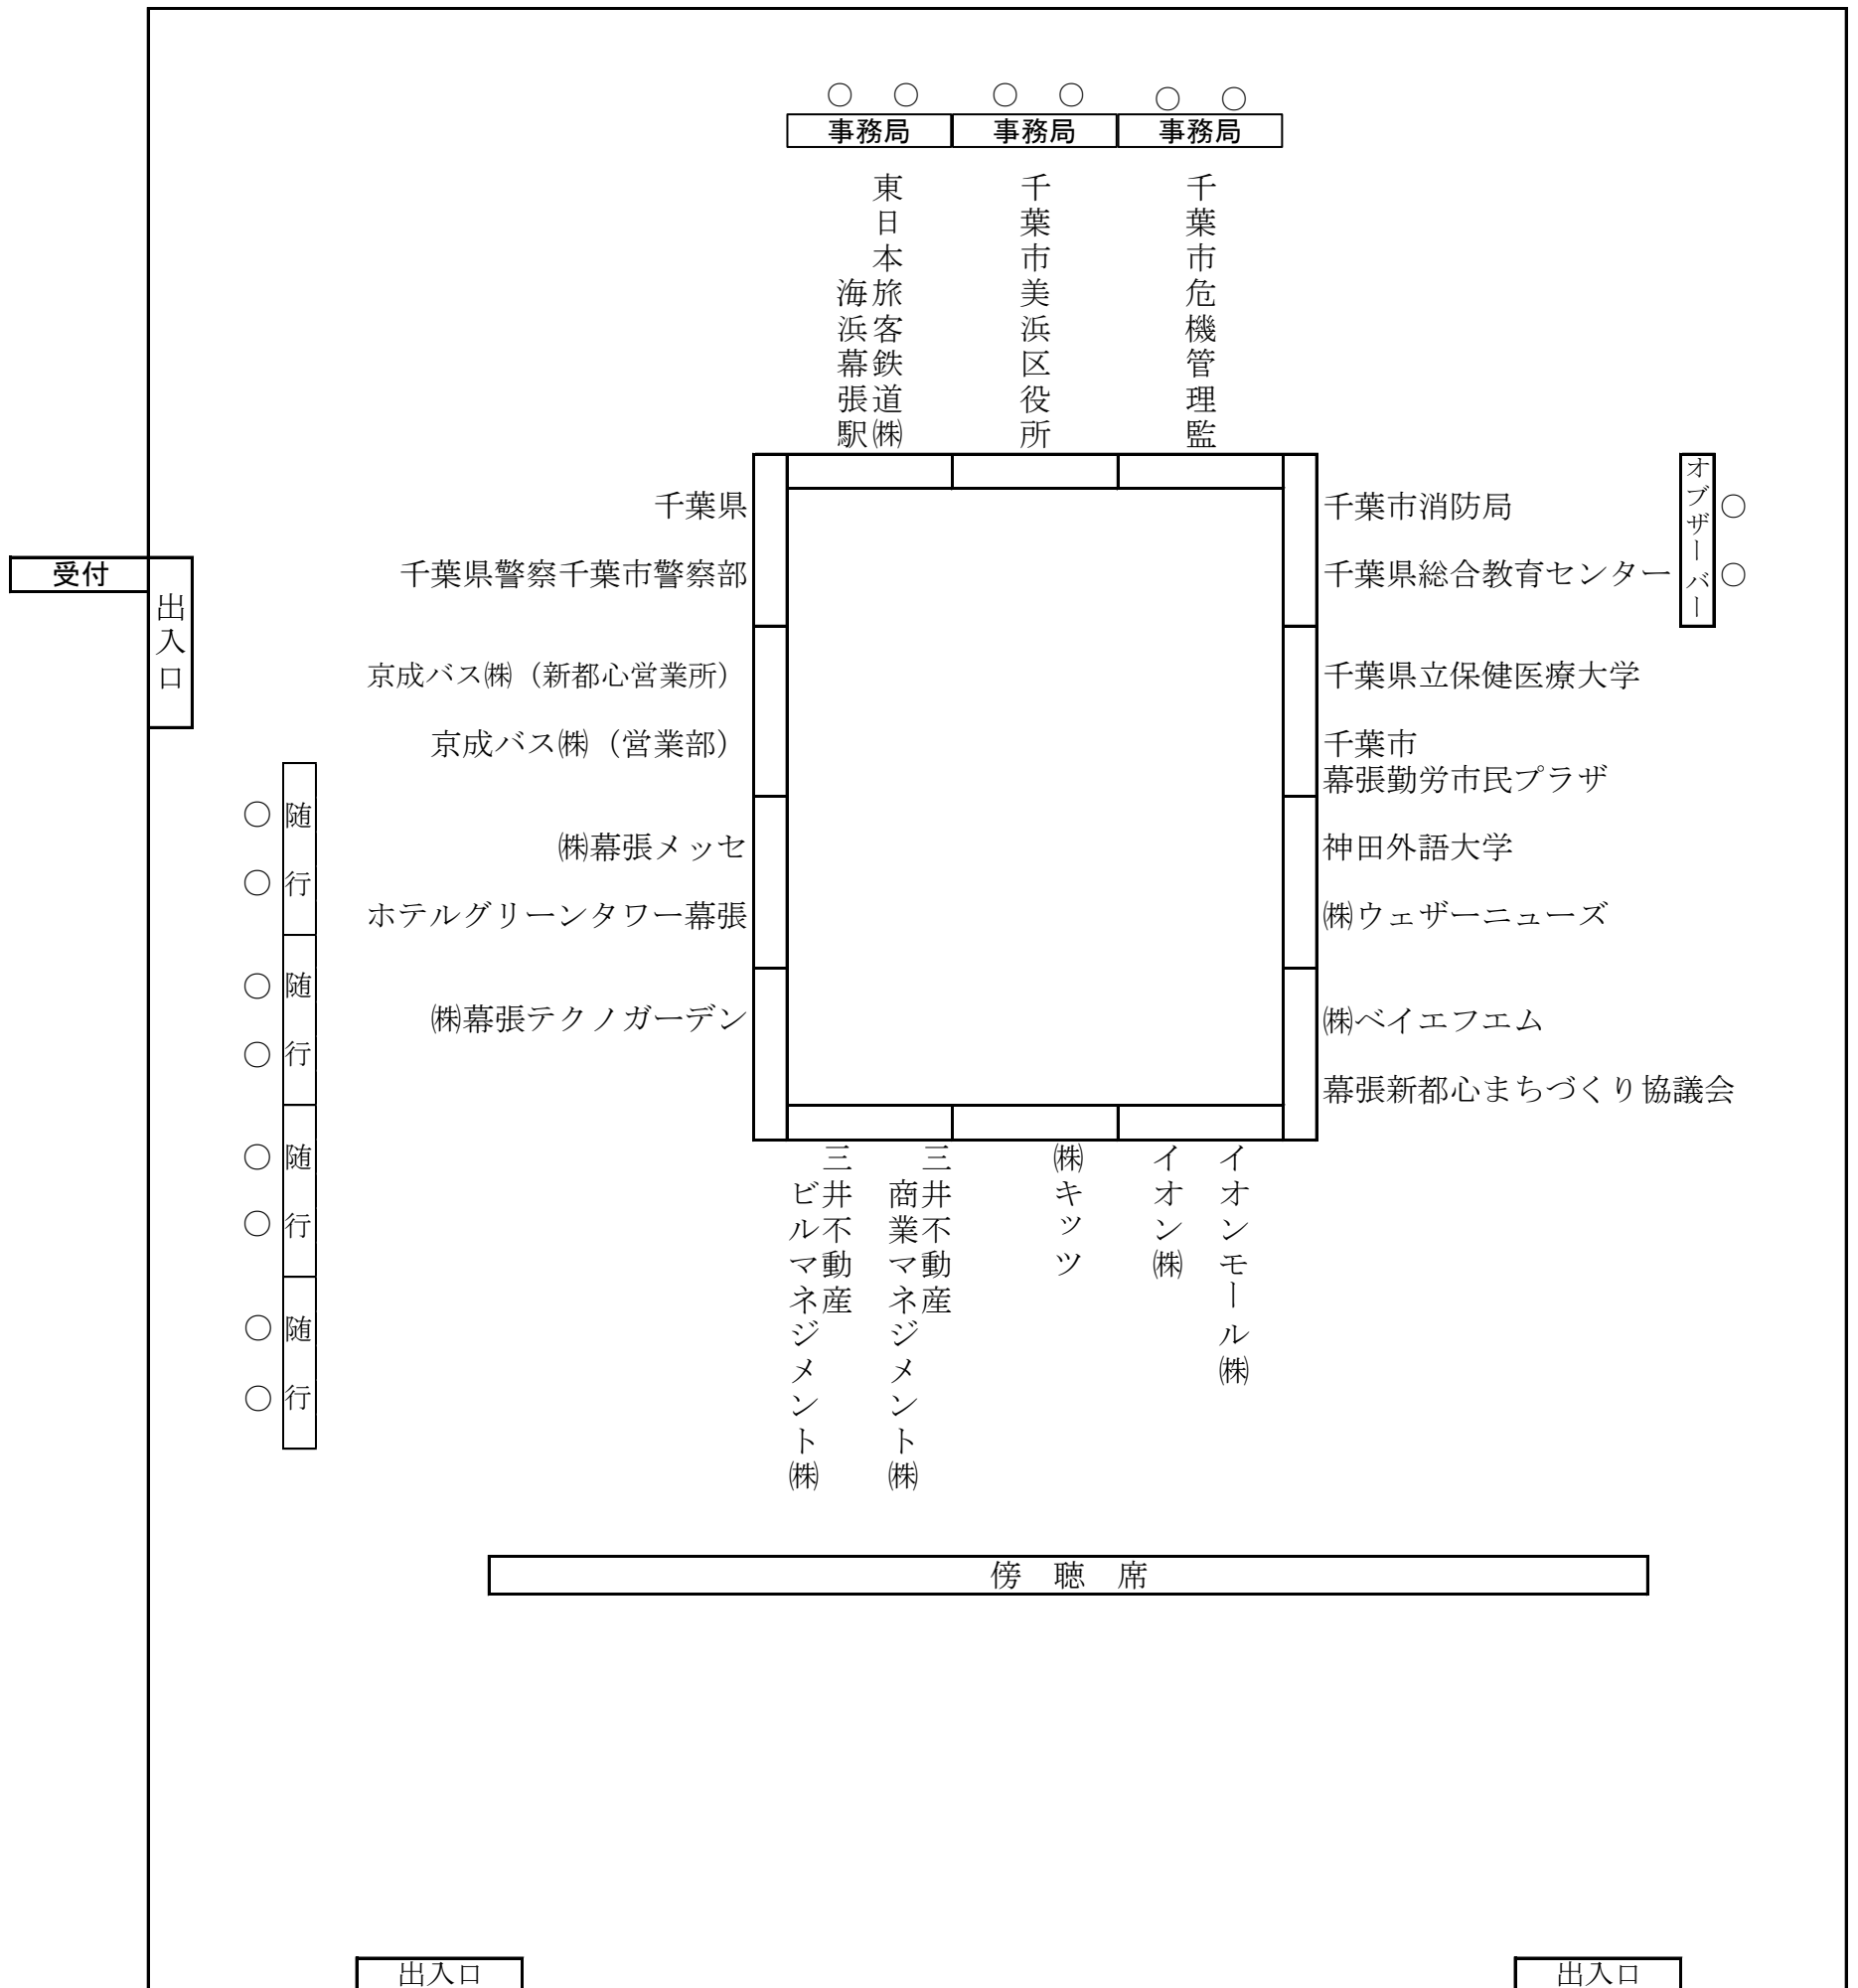 ○ ○ ○ ○ ○ ○
事務局 事務局 事務局
東日本旅客鉄道㈱
海浜幕張駅
千葉市美浜区役所
千葉市危機管理監
千葉県
千葉県警察千葉市警察部
京成バス㈱（新都心営業所）
京成バス㈱（営業部）
㈱幕張メッセ
ホテルグリーンタワー幕張
㈱幕張テクノガーデン
千葉市消防局
千葉県総合教育センター
千葉県立保健医療大学
千葉市
幕張勤労市民プラザ
神田外語大学
㈱ウェザーニューズ
㈱ベイエフエム
幕張新都心まちづくり協議会
オブザーバー
○
○
受付
出入口
○ 随
○ 行
○ 随
○ 行
○ 随
○ 行
○ 随
○ 行
三井不動産
ビルマネジメント㈱
三井不動産
商業マネジメント㈱
㈱キッツ
イオン㈱
イオンモール㈱
傍　聴　席
出入口
出入口